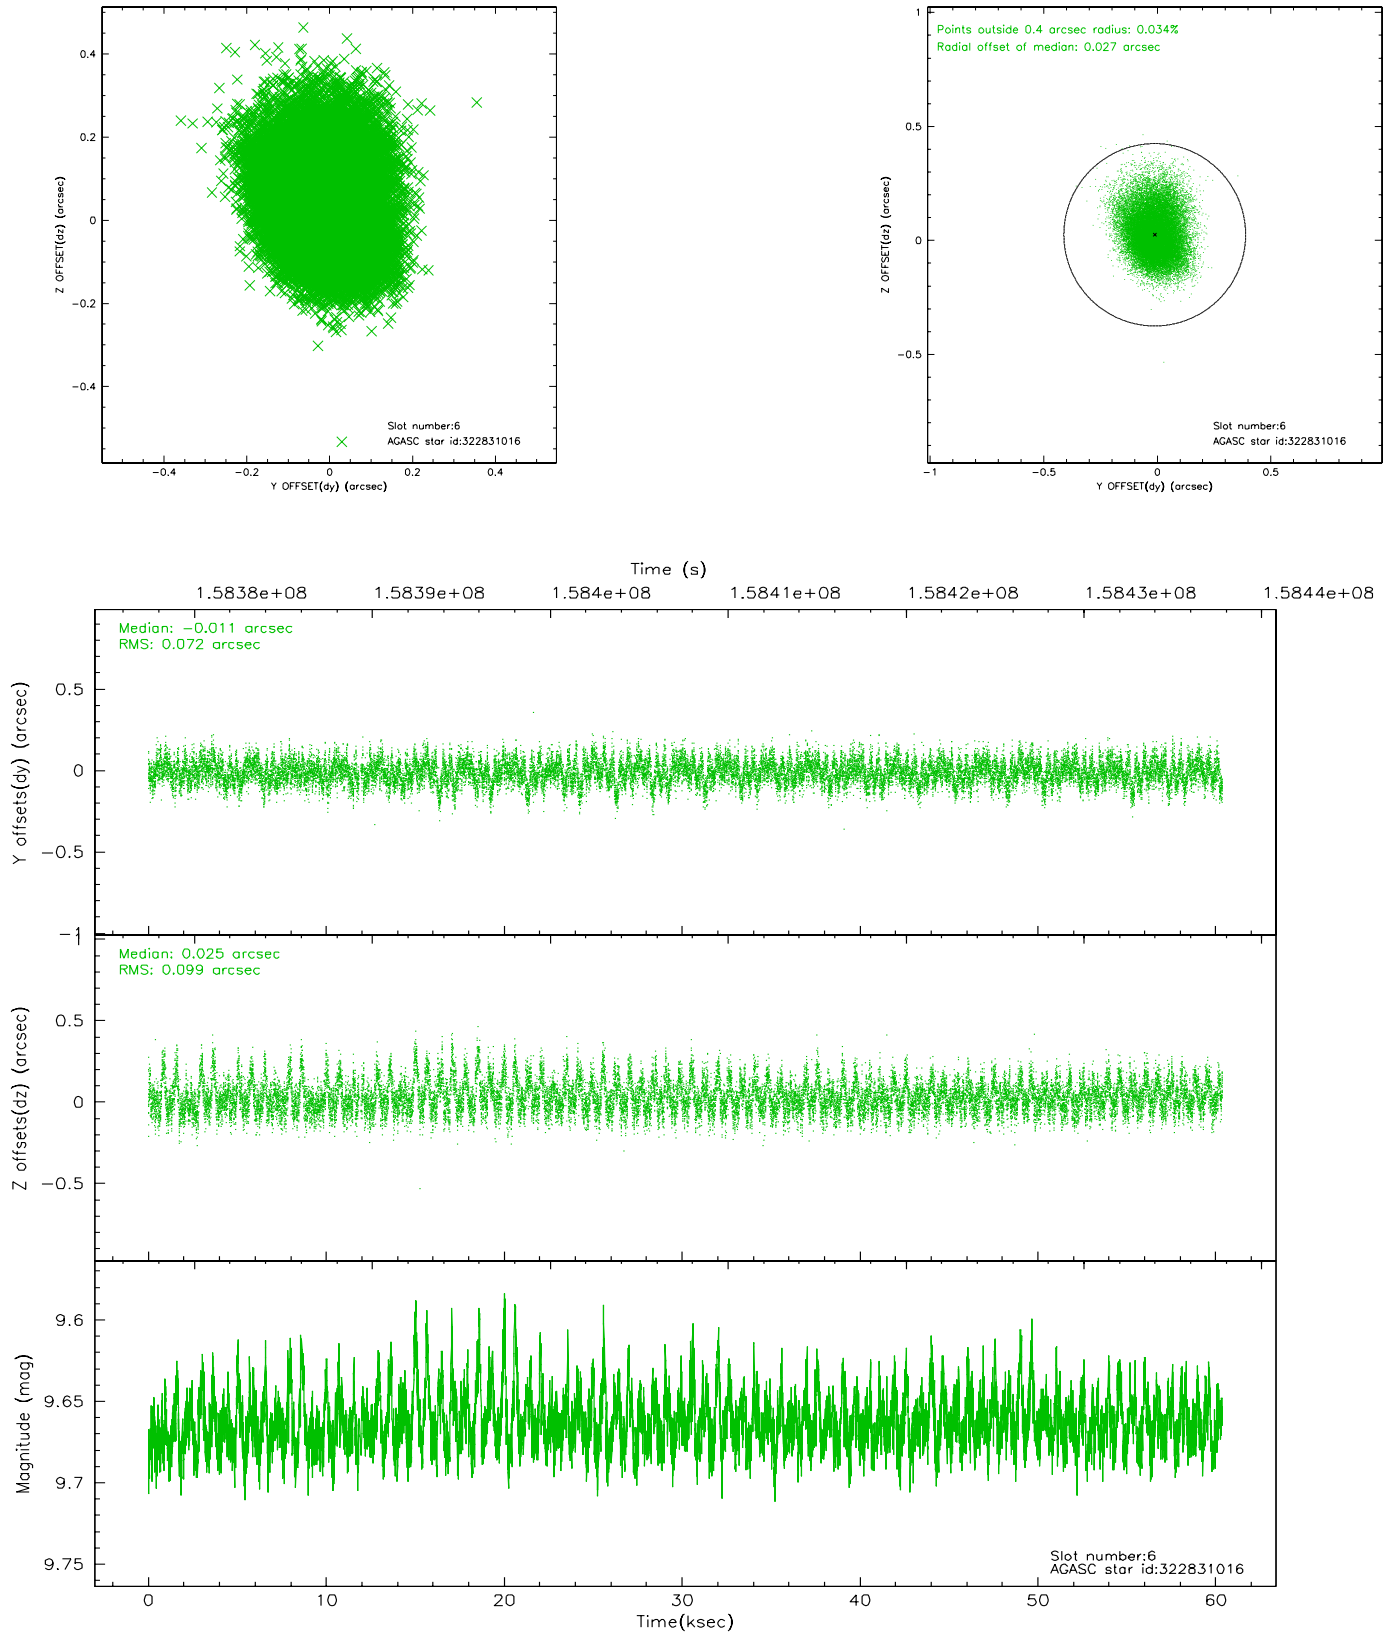 0.4
0.2
0
−0.2
−0.4
Z OFFSET(dz) (arcsec)
Slot number:6
AGASC star id:322831016
−0.4
−0.2
0
0.2
0.4
Y OFFSET(dy) (arcsec)
Points outside 0.4 arcsec radius: 0.034%
Radial offset of median: 0.027 arcsec
1
0.5
0
−0.5
−1
Z OFFSET(dz) (arcsec)
Slot number:6
AGASC star id:322831016
−1
−0.5
0
0.5
Y OFFSET(dy) (arcsec)
Time (s)
1.5838e+08
1.5839e+08
1.584e+08
1.5841e+08
1.5842e+08
1.5843e+08
1.5844e+08
Median: −0.011 arcsec
RMS: 0.072 arcsec
0.5
0
−0.5
−1
Y offsets(dy) (arcsec)
Median: 0.025 arcsec
RMS: 0.099 arcsec
1
0.5
0
−0.5
Z offsets(dz) (arcsec)
9.6
9.65
9.7
9.75
Magnitude (mag)
Slot number:6
AGASC star id:322831016
0
10
20
30
40
50
60
Time(ksec)